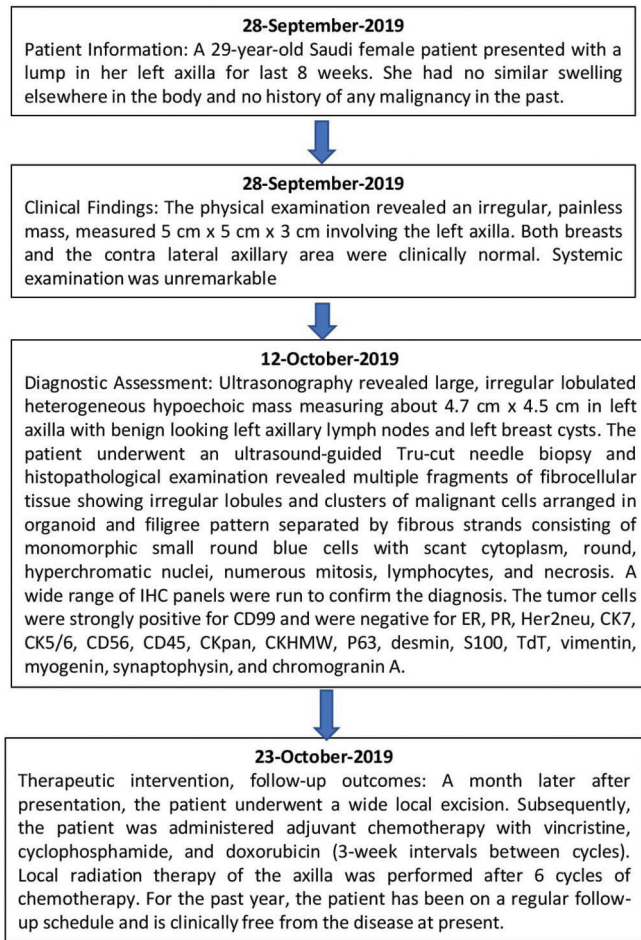 28-September-2019
Patient Information: A 29-year-old Saudi female patient presented with a
lump in her left axilla for last 8 weeks. She had no similar swelling
elsewhere in the body and no history of any malignancy in the past.
28-September-2019
Clinical Findings: The physical examination revealed an irregular, painless
mass, measured 5 cm x 5 cm x 3 cm involving the left axilla. Both breasts
and the contra lateral axillary area were clinically normal. Systemic
examination was unremarkable
12-October-2019
Diagnostic Assessment: Ultrasonography revealed large, irregular lobulated
heterogeneous hypoechoic mass measuring about 4.7 cm x 4.5 cm in left
axilla with benign looking left axillary lymph nodes and left breast cysts. The
patient underwent an ultrasound-guided Tru-cut needle biopsy and
histopathological examination revealed multiple fragments of fibrocellular
tissue showing irregular lobules and clusters of malignant cells arranged in
organoid and filigree pattern separated by fibrous strands consisting of
monomorphic small round blue cells with scant cytoplasm, round,
hyperchromatic nuclei, numerous mitosis, lymphocytes, and necrosis. A
wide range of IHC panels were run to confirm the diagnosis. The tumor cells
were strongly positive for CD99 and were negative for ER, PR, Her2neu, CK7,
CK5/6, CD56, CD45, CKpan, CKHMW, P63, desmin, S100, TdT, vimentin,
myogenin, synaptophysin, and chromogranin A.
23-October-2019
Therapeutic intervention, follow-up outcomes: A month later after
presentation, the patient underwent a wide local excision. Subsequently,
the patient was administered adjuvant chemotherapy with vincristine,
cyclophosphamide, and doxorubicin (3-week intervals between cycles).
Local radiation therapy of the axilla was performed after 6 cycles of
chemotherapy. For the past year, the patient has been on a regular follow-
up schedule and is clinically free from the disease at present.